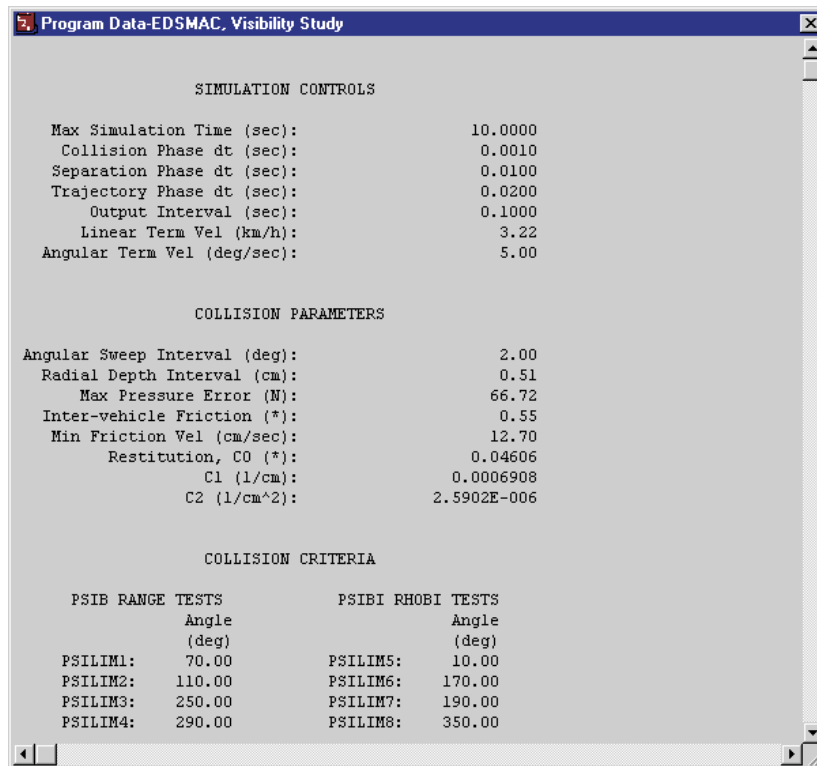 Program Data-EDSMAC, Visibility Study
SIMULATION CONTROLS
Max Simulation Time (sec): 10.0000
Collision Phase dt (sec): 0.0010
Separation Phase dt (sec): 0.0100
Trajectory Phase dt (sec): 0.0200
Output Interval (sec): 0.1000
Linear Term Vel (km/h): 3.22
Angular Term Vel (deg/sec): 5.00
COLLISION PARAMETERS
Angular Sweep Interval (deg): 2.00
Radial Depth Interval (cm): 0.51
Max Pressure Error (N): 66.72
Inter-vehicle Friction (*): 0.55
Min Friction Vel (cm/sec): 12.70
Restitution, C0 (*): 0.04606
C1 (1/cm): 0.0006908
C2 (1/cm^2): 2.5902E-006
COLLISION CRITERIA
PSIB RANGE TESTS PSIBI RHOBI TESTS
Angle Angle
(deg) (deg)
PSILIM1: 70.00 PSILIM5: 10.00
PSILIM2: 110.00 PSILIM6: 170.00
PSILIM3: 250.00 PSILIM7: 190.00
PSILIM4: 290.00 PSILIM8: 350.00